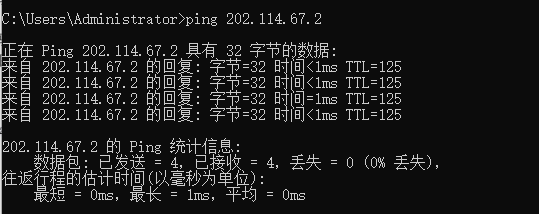 C:\Users\Administrator>ping 202.114.67.2
正在 Ping 202.114.67.2 具有 32 字节的数据:
来自 202.114.67.2 的回复: 字节=32 时间<1ms TTL=125
来自 202.114.67.2 的回复: 字节=32 时间<1ms TTL=125
来自 202.114.67.2 的回复: 字节=32 时间=1ms TTL=125
来自 202.114.67.2 的回复: 字节=32 时间<1ms TTL=125
202.114.67.2 的 Ping 统计信息:
数据包: 已发送 = 4, 已接收 = 4, 丢失 = 0 (0% 丢失),
往返行程的估计时间(以毫秒为单位):
最短 = 0ms, 最长 = 1ms, 平均 = 0ms